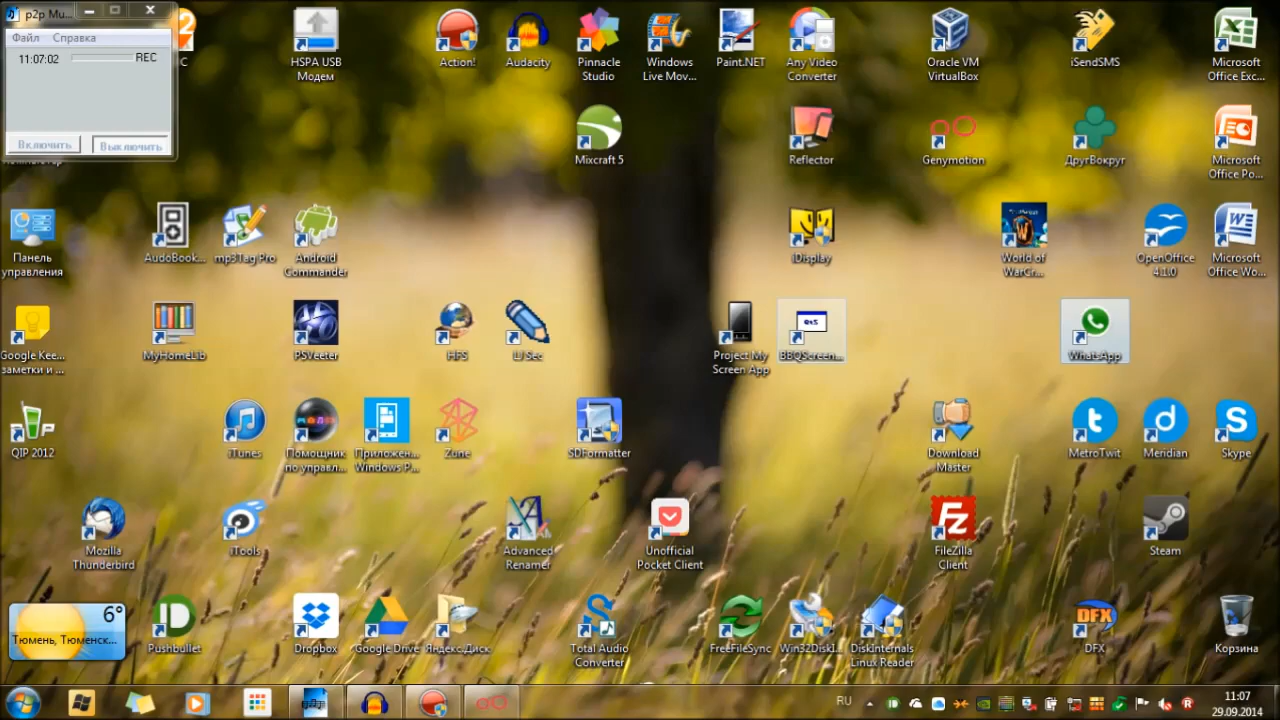 p2p Mu...
Файл Справка
11:07:02
REC
Включить
Выключить
HSPA USB
Модем
Action!
Audacity
Pinnacle
Studio
Windows
Live Mov...
Paint.NET
Any Video
Converter
Oracle VM
VirtualBox
iSendSMS
Microsoft
Office Exc...
Mixcraft 5
Reflector
Genymotion
ДругВокруг
Microsoft
Office Po...
Панель
управления
AudoBook...
mp3Tag Pro
Android
Commander
iDisplay
World of
WarCr...
OpenOffice
4.1.0
Microsoft
Office Wo...
Google Kee...
заметки и ...
MyHomeLib
PSVeeter
HFS
LJ Sec
Project My
Screen App
BBQScreen...
WhatsApp
QIP 2012
iTunes
Помощник
по управл...
Приложен...
Windows P...
Zune
SDFormatter
Download
Master
MetroTwit
Meridian
Skype
Mozilla
Thunderbird
iTools
Advanced
Renamer
Unofficial
Pocket Client
FileZilla
Client
Steam
6°
Тюмень, Тюменск...
Pushbullet
Dropbox
Google Drive
Яндекс.Диск
Total Audio
Converter
FreeFileSync
Win32DiskI...
DiskInternals
Linux Reader
DFX
DFX
Корзина
RU
11:07
29.09.2014